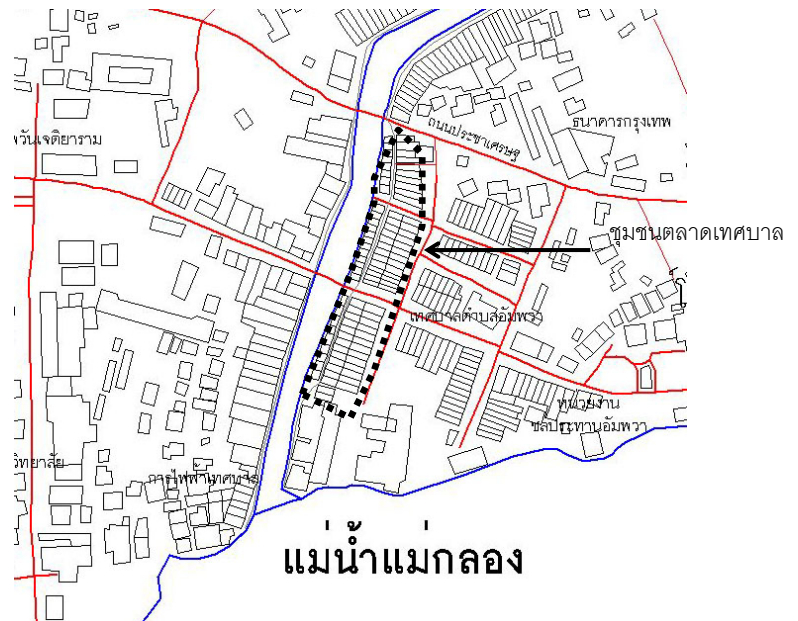 ธนาคารกรุงเทพ
ถนนประชาเศรษฐ
พวันเจติยาราม
ชุมชนตลาดเทศบาล
เทศบาลตำบลอัมพวา
หน่วยงาน
ชลประทานอัมพวา
วิทยาลัย
การไฟฟ้าเทศบาล
แม่น้ำแม่กลอง